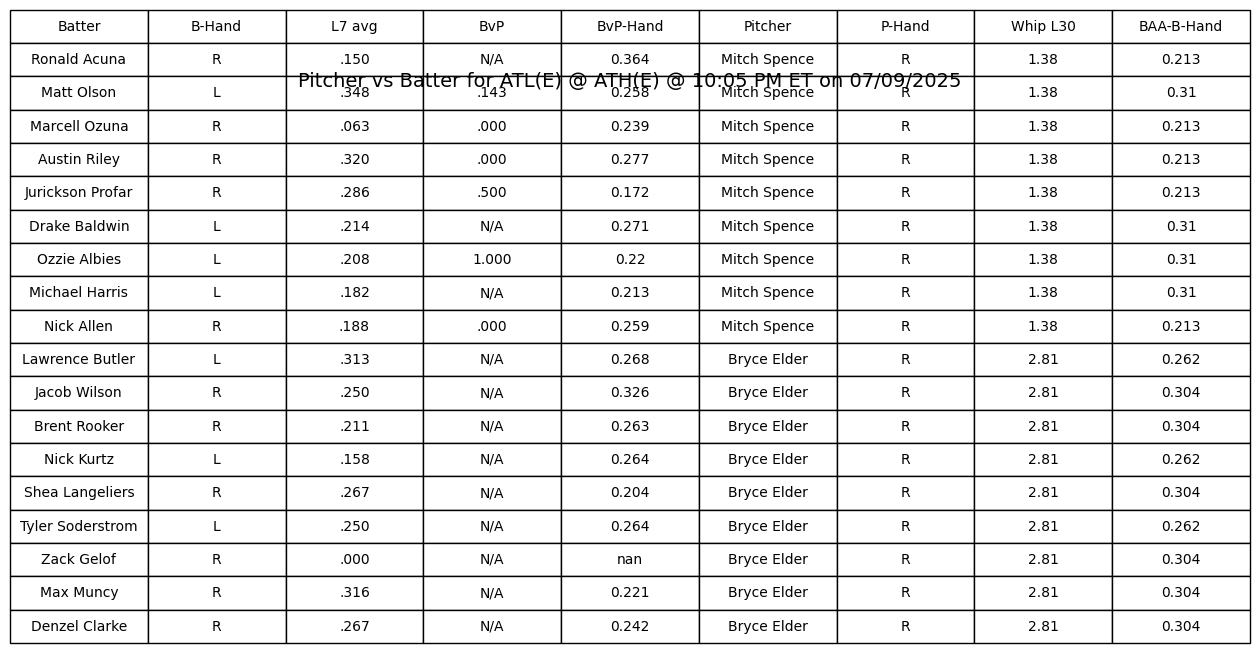 Batter B-Hand L7 avg BvP BvP-Hand Pitcher P-Hand Whip L30 BAA-B-Hand
Ronald Acuna R .150 N/A 0.364 Mitch Spence R 1.38 0.213
Pitcher vs Batter for ATL(E) @ ATH(E) @ 10:05 PM ET on 07/09/2025
Matt Olson L .348 .143 0.258 Mitch Spence R 1.38 0.31
Marcell Ozuna R .063 .000 0.239 Mitch Spence R 1.38 0.213
Austin Riley R .320 .000 0.277 Mitch Spence R 1.38 0.213
Jurickson Profar R .286 .500 0.172 Mitch Spence R 1.38 0.213
Drake Baldwin L .214 N/A 0.271 Mitch Spence R 1.38 0.31
Ozzie Albies L .208 1.000 0.22 Mitch Spence R 1.38 0.31
Michael Harris L .182 N/A 0.213 Mitch Spence R 1.38 0.31
Nick Allen R .188 .000 0.259 Mitch Spence R 1.38 0.213
Lawrence Butler L .313 N/A 0.268 Bryce Elder R 2.81 0.262
Jacob Wilson R .250 N/A 0.326 Bryce Elder R 2.81 0.304
Brent Rooker R .211 N/A 0.263 Bryce Elder R 2.81 0.304
Nick Kurtz L .158 N/A 0.264 Bryce Elder R 2.81 0.262
Shea Langeliers R .267 N/A 0.204 Bryce Elder R 2.81 0.304
Tyler Soderstrom L .250 N/A 0.264 Bryce Elder R 2.81 0.262
Zack Gelof R .000 N/A nan Bryce Elder R 2.81 0.304
Max Muncy R .316 N/A 0.221 Bryce Elder R 2.81 0.304
Denzel Clarke R .267 N/A 0.242 Bryce Elder R 2.81 0.304